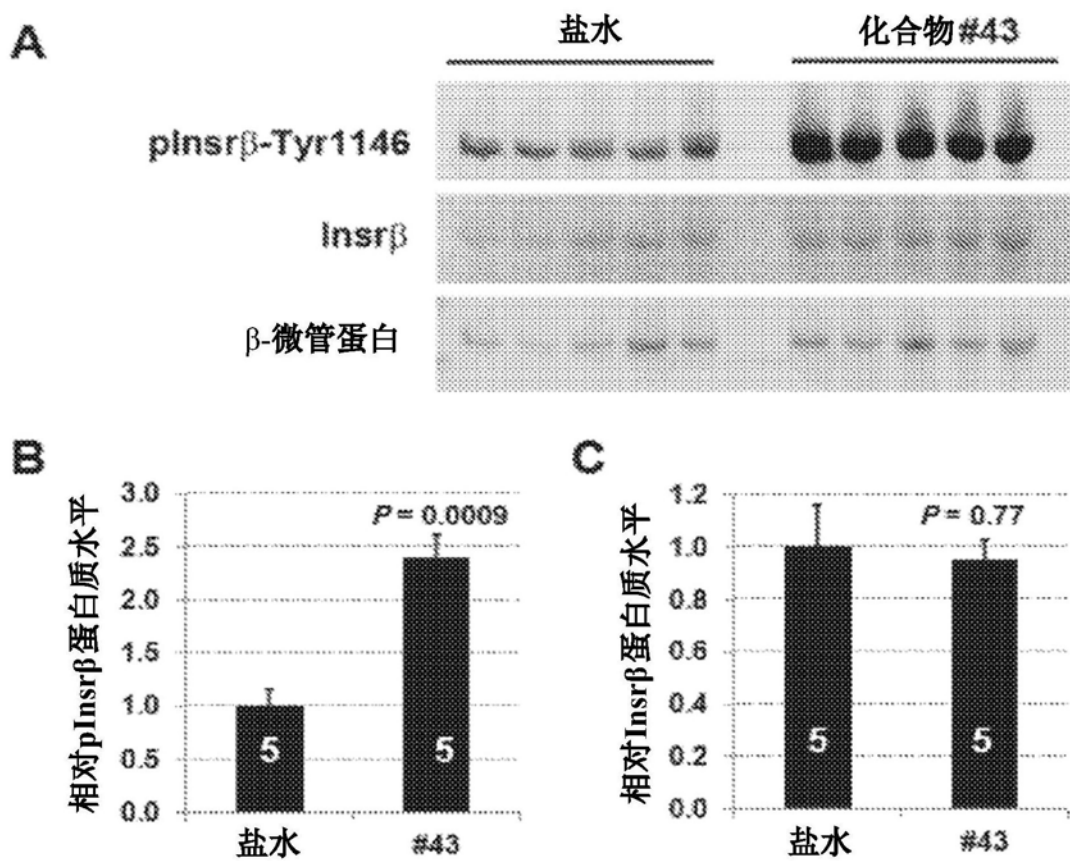 A
盐水 化合物#43
pInsrβ-Tyr1146
Insrβ
β-微管蛋白
B
相对pInsrβ蛋白质水平
3.0
2.5
2.0
1.5
1.0
0.5
0.0
P = 0.0009
5 5
盐水 #43
C
相对Insrβ蛋白质水平
1.2
1.0
0.8
0.6
0.4
0.2
0.0
P = 0.77
5 5
盐水 #43